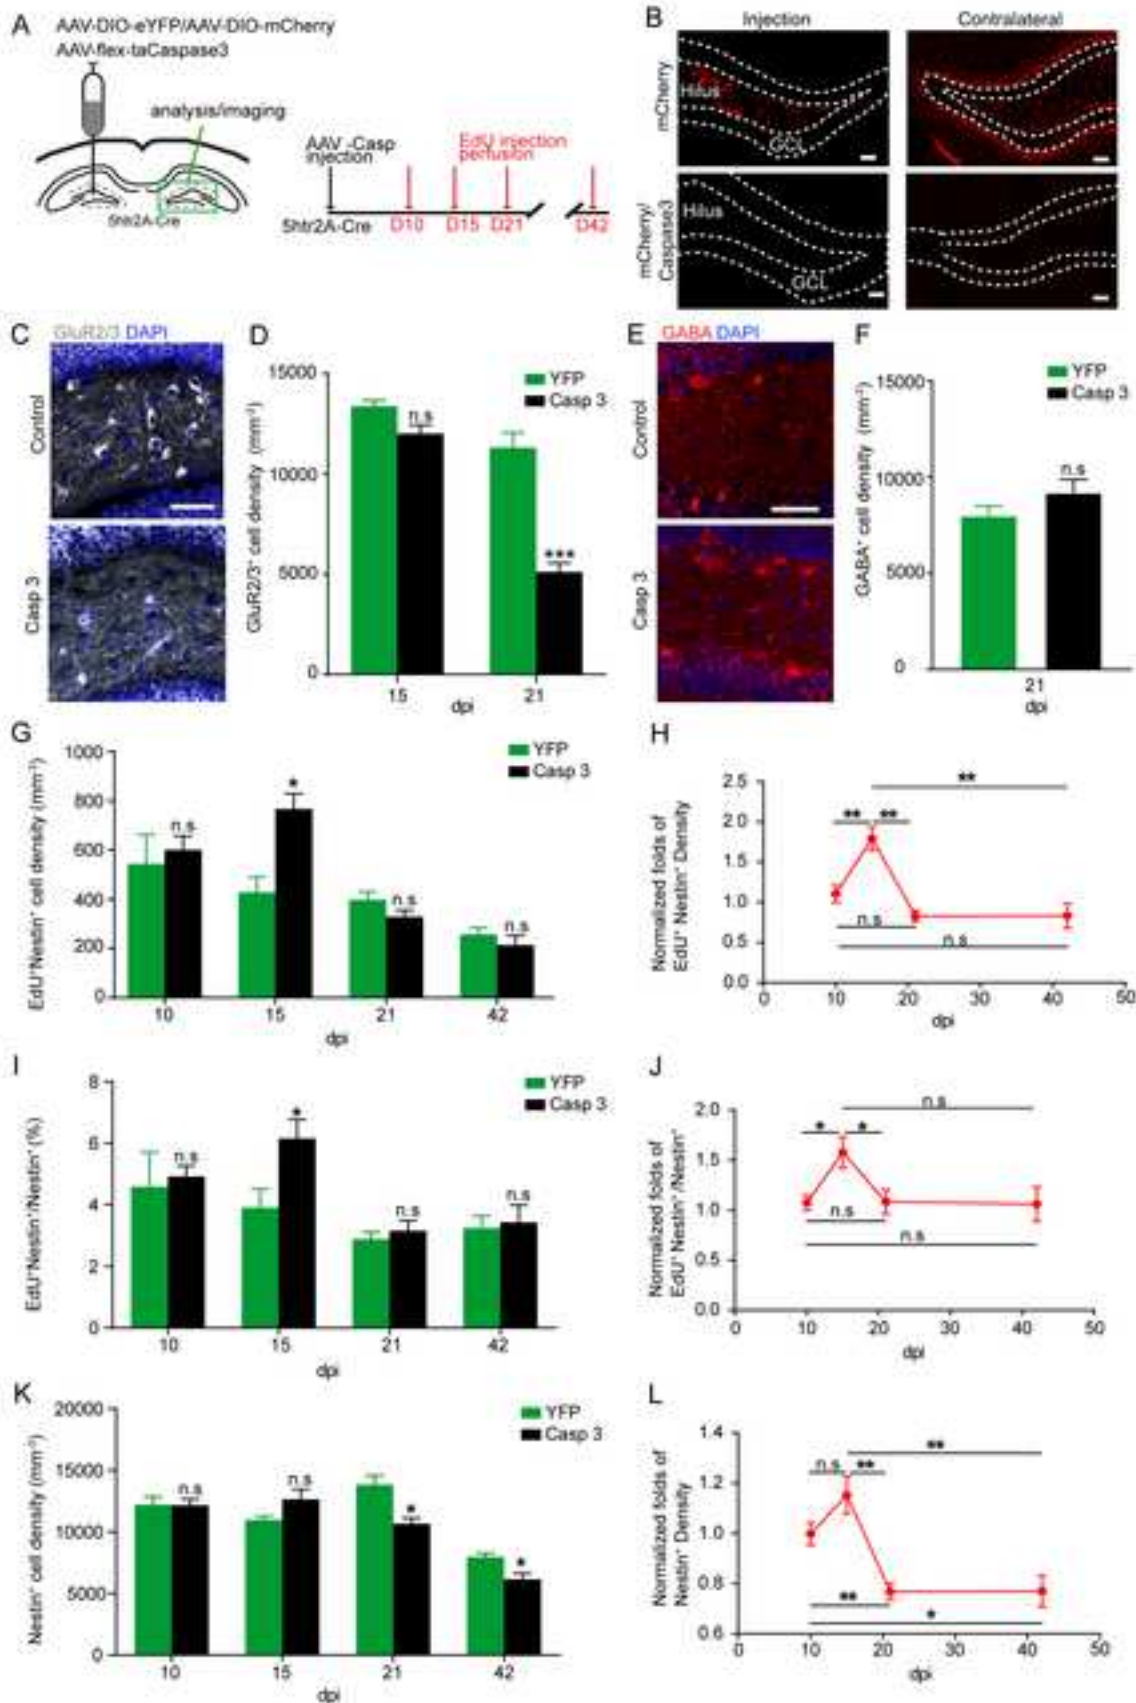 A
AAV-DIO-eYFP/AAV-DIO-mCherry
AAV-flex-taCaspase3
analysis/imaging
5htr2A-Cre
AAV -Casp
injection
EdU injection
perfusion
5htr2A-Cre D10 D15 D21 D42
B
Injection Contralateral
mCherry
Hilus
GCL
mCherry/
Caspase3
Hilus
GCL
C
GluR2/3 DAPI
Control
Casp 3
D
GluR2/3⁺ cell density (mm⁻³)
15000
10000
5000
0
YFP
Casp 3
n.s
***
15 21
dpi
E
GABA DAPI
Control
Casp 3
F
GABA⁺ cell density (mm⁻³)
15000
10000
5000
0
YFP
Casp 3
n.s
21
dpi
G
EdU⁺Nestin⁺ cell density (mm⁻³)
1000
800
600
400
200
0
YFP
Casp 3
n.s * n.s n.s
10 15 21 42
dpi
H
Normalized folds of
EdU⁺ Nestin⁺ Density
2.5
2.0
1.5
1.0
0.5
0.0
**
** **
n.s
n.s
0 10 20 30 40 50
dpi
I
EdU⁺Nestin⁺/Nestin⁺ (%)
8
6
4
2
0
YFP
Casp 3
n.s * n.s n.s
10 15 21 42
dpi
J
Normalized folds of
EdU⁺ Nestin⁺/Nestin⁺
2.0
1.5
1.0
0.5
0.0
n.s
* *
n.s
n.s
0 10 20 30 40 50
dpi
K
Nestin⁺ cell density (mm⁻³)
20000
15000
10000
5000
0
YFP
Casp 3
n.s n.s * *
10 15 21 42
dpi
L
Normalized folds of
Nestin⁺ Density
1.4
1.2
1.0
0.8
0.6
**
n.s **
**
*
0 10 20 30 40 50
dpi